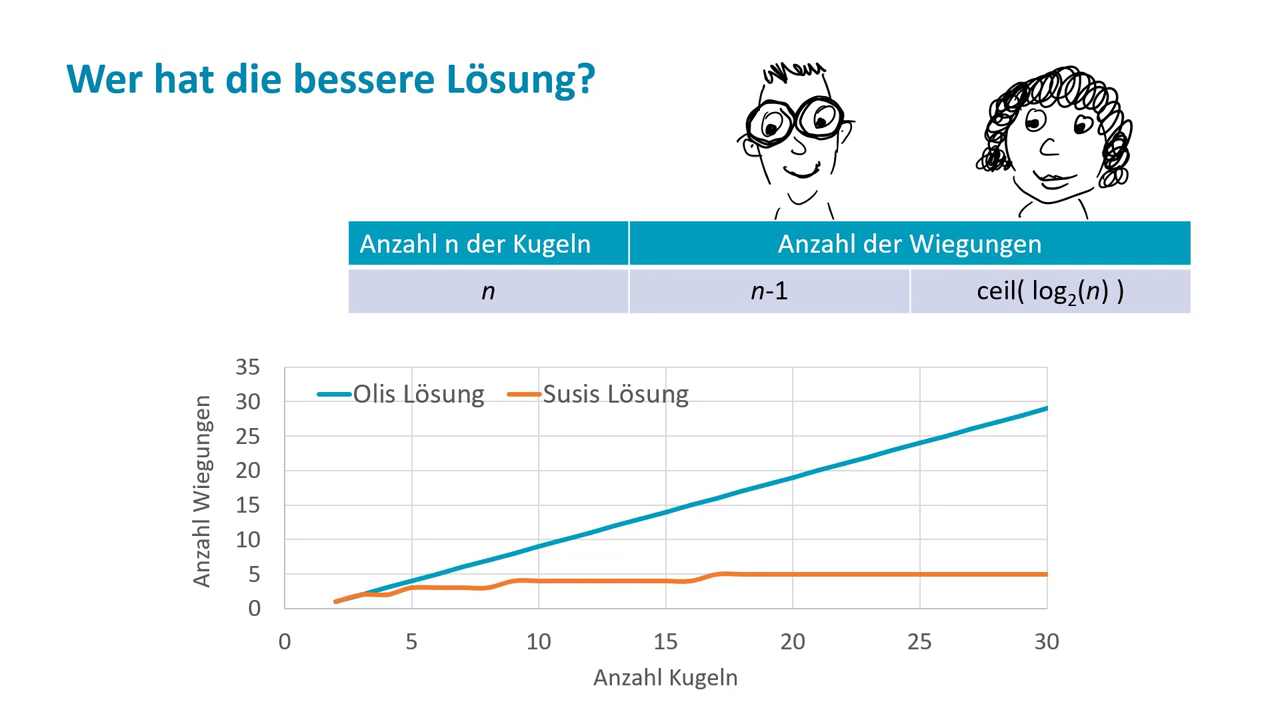 Wer hat die bessere Lösung?
Anzahl n der Kugeln Anzahl der Wiegungen
n n-1 ceil( log₂(n) )
35
30
25
20
15
10
5
0
Anzahl Wiegungen
Olis Lösung Susis Lösung
0 5 10 15 20 25 30
Anzahl Kugeln